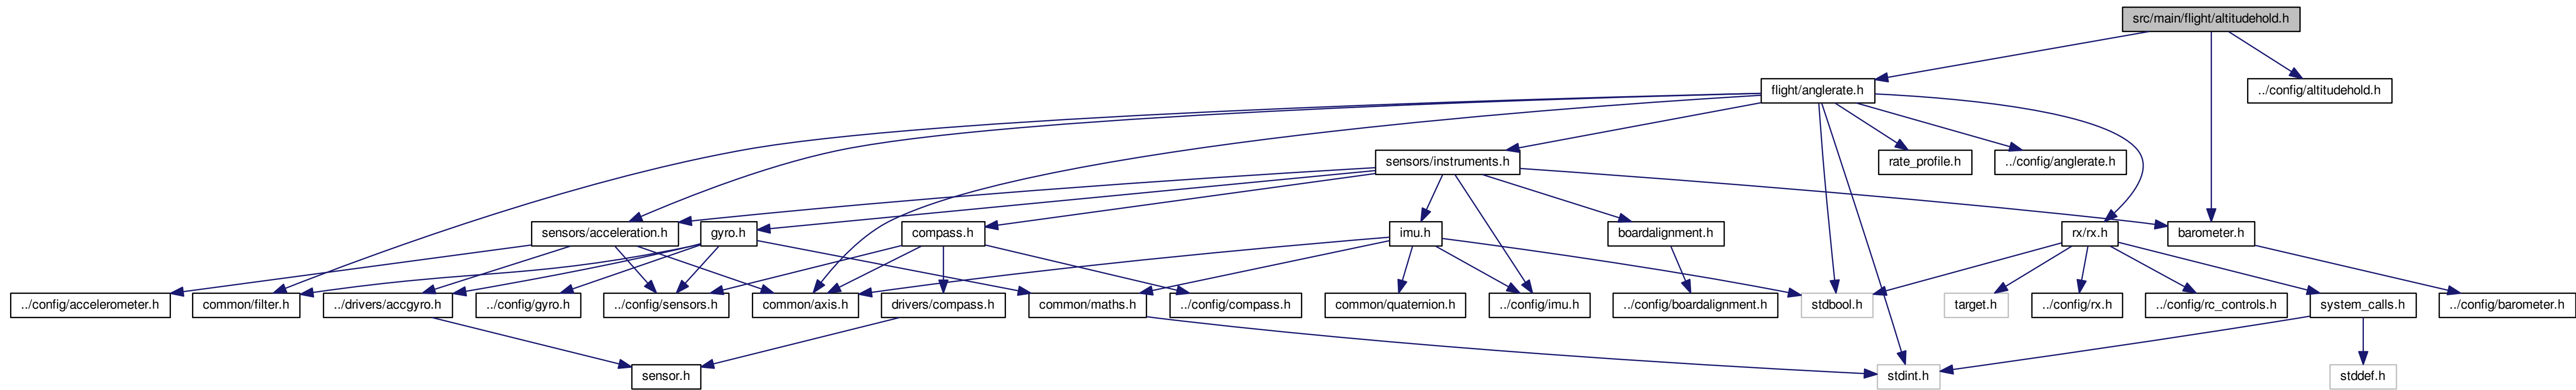 src/main/flight/altitudehold.h
flight/anglerate.h
../config/altitudehold.h
sensors/instruments.h
rate_profile.h
../config/anglerate.h
sensors/acceleration.h
gyro.h
compass.h
imu.h
boardalignment.h
rx/rx.h
barometer.h
../config/accelerometer.h
common/filter.h
../drivers/accgyro.h
../config/gyro.h
../config/sensors.h
common/axis.h
drivers/compass.h
common/maths.h
../config/compass.h
common/quaternion.h
../config/imu.h
../config/boardalignment.h
stdbool.h
target.h
../config/rx.h
../config/rc_controls.h
system_calls.h
../config/barometer.h
sensor.h
stdint.h
stddef.h